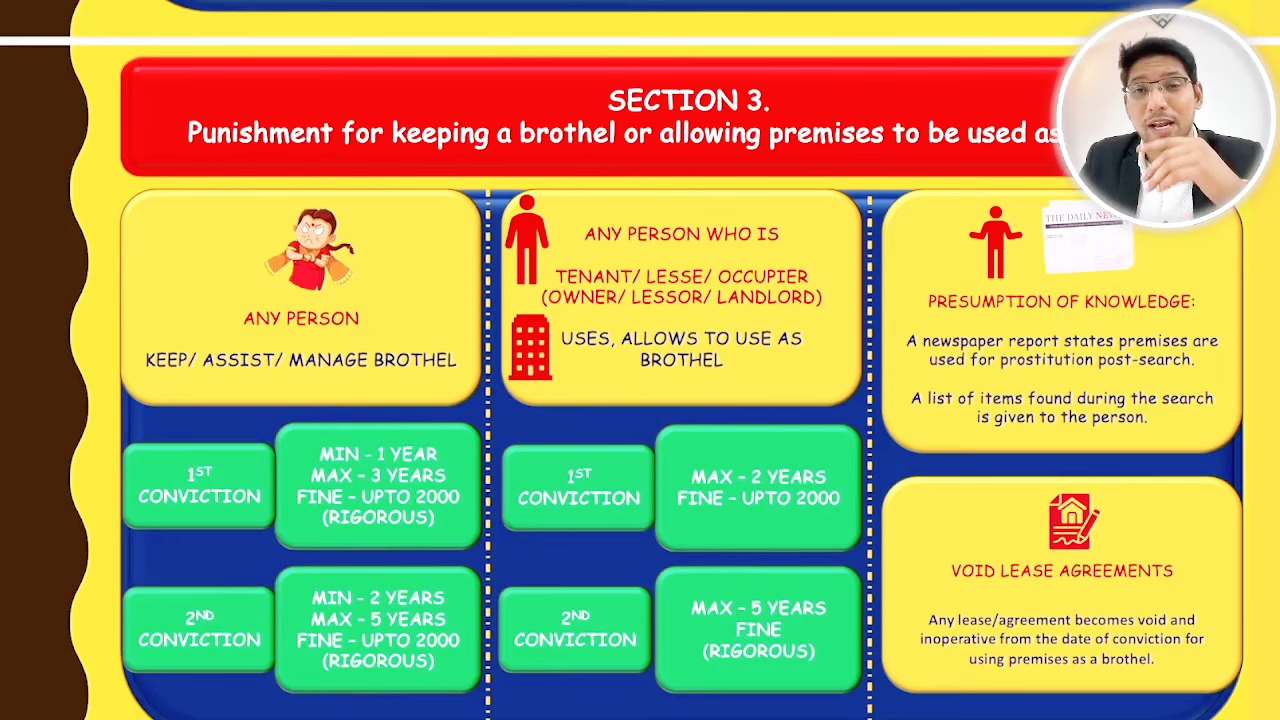 SECTION 3.
Punishment for keeping a brothel or allowing premises to be used as
ANY PERSON
KEEP/ ASSIST/ MANAGE BROTHEL
1ST
CONVICTION
MIN - 1 YEAR
MAX - 3 YEARS
FINE - UPTO 2000
(RIGOROUS)
2ND
CONVICTION
MIN - 2 YEARS
MAX - 5 YEARS
FINE - UPTO 2000
(RIGOROUS)
ANY PERSON WHO IS
TENANT/ LESSE/ OCCUPIER
(OWNER/ LESSOR/ LANDLORD)
USES, ALLOWS TO USE AS
BROTHEL
1ST
CONVICTION
MAX - 2 YEARS
FINE - UPTO 2000
2ND
CONVICTION
MAX - 5 YEARS
FINE
(RIGOROUS)
THE DAILY NEW
PRESUMPTION OF KNOWLEDGE:
A newspaper report states premises are
used for prostitution post-search.
A list of items found during the search
is given to the person.
VOID LEASE AGREEMENTS
Any lease/agreement becomes void and
inoperative from the date of conviction for
using premises as a brothel.